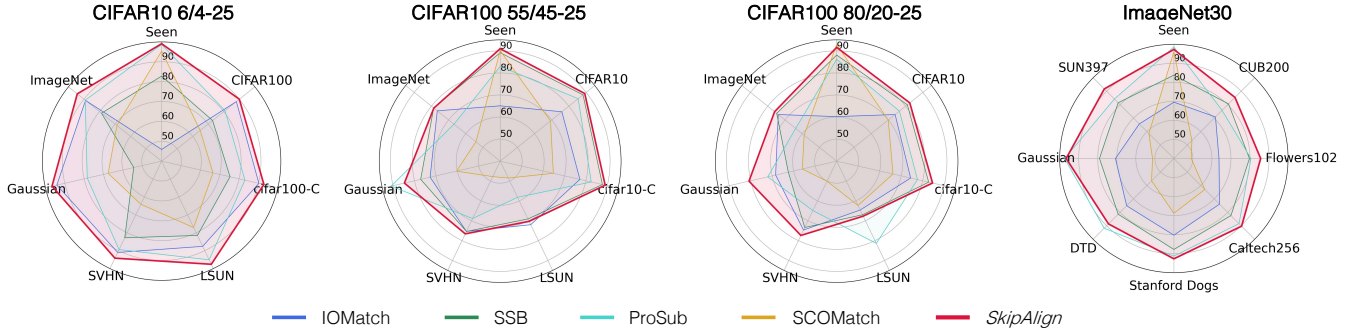 CIFAR10 6/4-25
Seen
CIFAR100
cifar100-C
LSUN
SVHN
Gaussian
ImageNet
90
80
70
60
50
CIFAR100 55/45-25
Seen
CIFAR10
cifar10-C
LSUN
SVHN
Gaussian
ImageNet
90
80
70
60
50
CIFAR100 80/20-25
Seen
CIFAR10
cifar10-C
LSUN
SVHN
Gaussian
ImageNet
90
80
70
60
50
ImageNet30
Seen
CUB200
Flowers102
Caltech256
Stanford Dogs
DTD
Gaussian
SUN397
90
80
70
60
50
IOMatch
SSB
ProSub
SCOMatch
SkipAlign